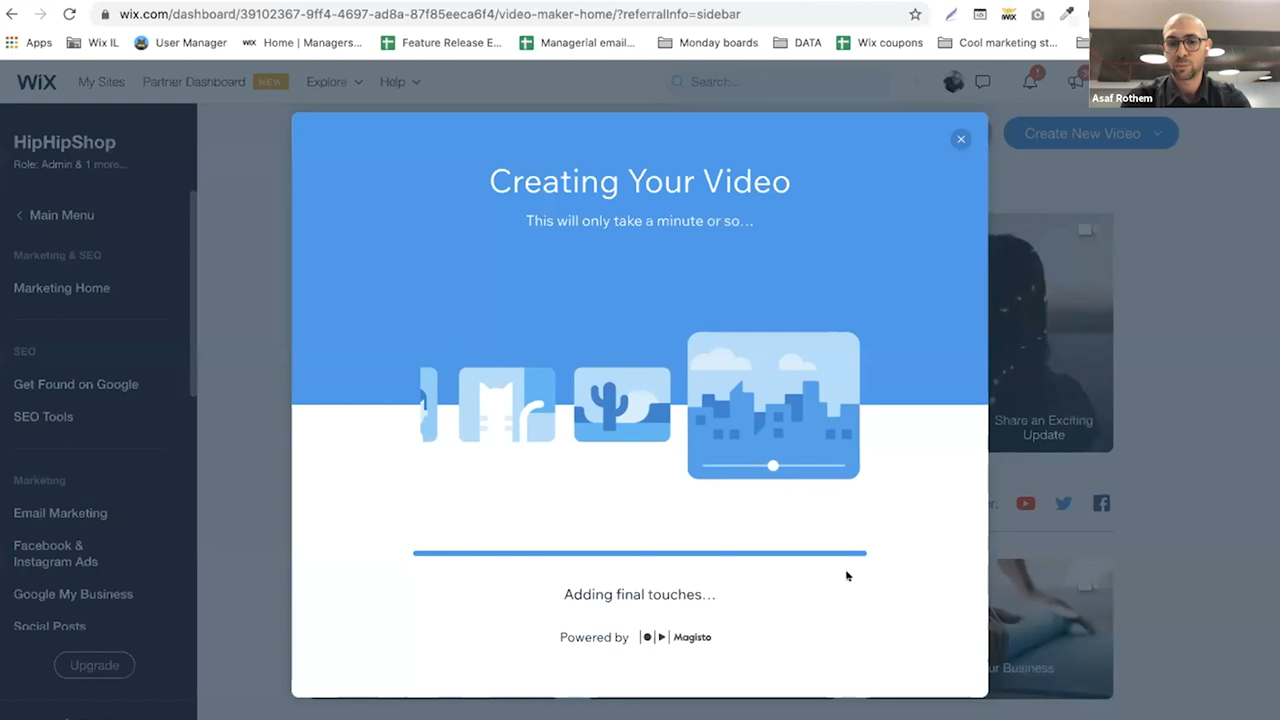 wix.com/dashboard/39102367-9ff4-4697-ad8a-87f85eeca6f4/video-maker-home/?referralInfo=sidebar
Apps Wix IL User Manager WIX Home | Managers... Feature Release E... Managerial email... Monday boards DATA Wix coupons Cool marketing st...
Asaf Rothem
WIX My Sites Partner Dashboard NEW Explore Help Search...
HipHipShop
Role: Admin & 1 more...
Create New Video
Main Menu
Marketing & SEO
Marketing Home
SEO
Get Found on Google
SEO Tools
Marketing
Email Marketing
Facebook &
Instagram Ads
Google My Business
Social Posts
Upgrade
Creating Your Video
This will only take a minute or so...
Adding final touches...
Powered by Magisto
Share an Exciting
Update
ur Business